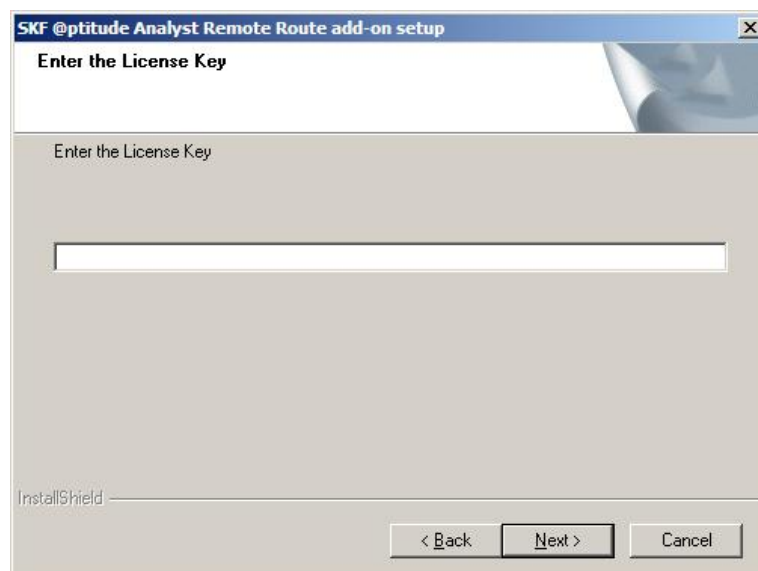 SKF @ptitude Analyst Remote Route add-on setup
Enter the License Key
Enter the License Key
InstallShield
< Back
Next >
Cancel